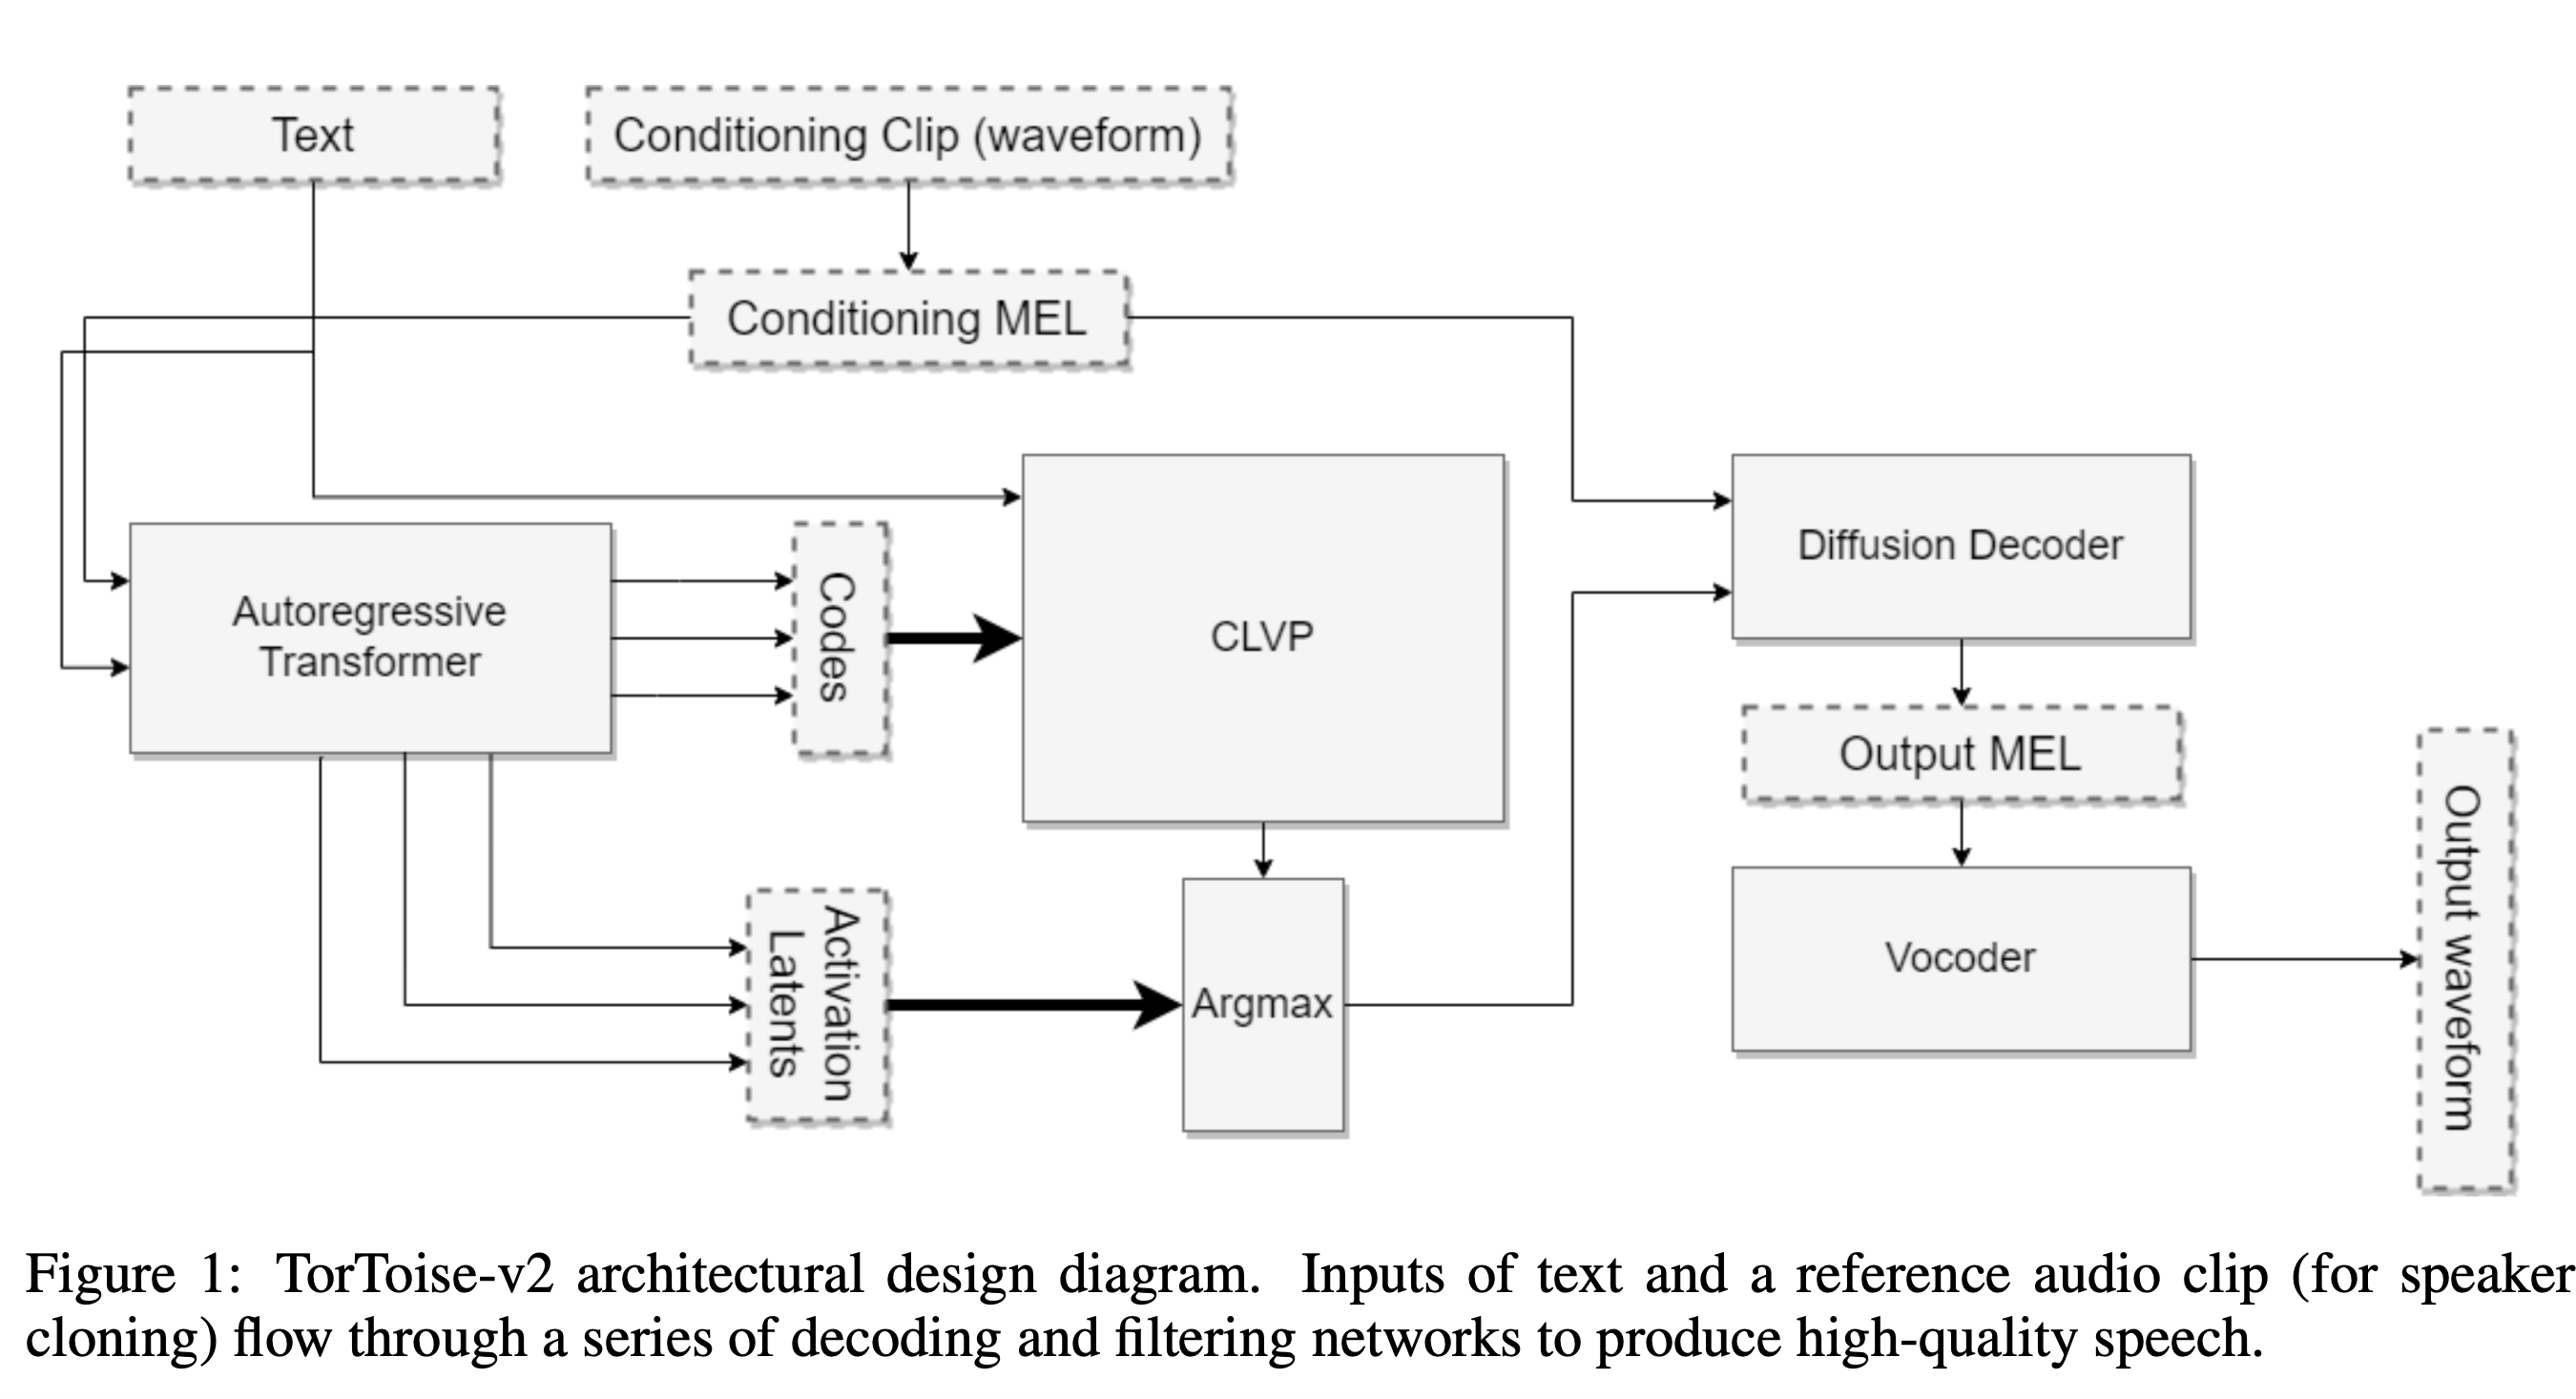 Text
Conditioning Clip (waveform)
Conditioning MEL
Autoregressive
Transformer
Codes
CLVP
Diffusion Decoder
Output MEL
Activation
Latents
Argmax
Vocoder
Output waveform
Figure 1: TorToise-v2 architectural design diagram. Inputs of text and a reference audio clip (for speaker
cloning) flow through a series of decoding and filtering networks to produce high-quality speech.